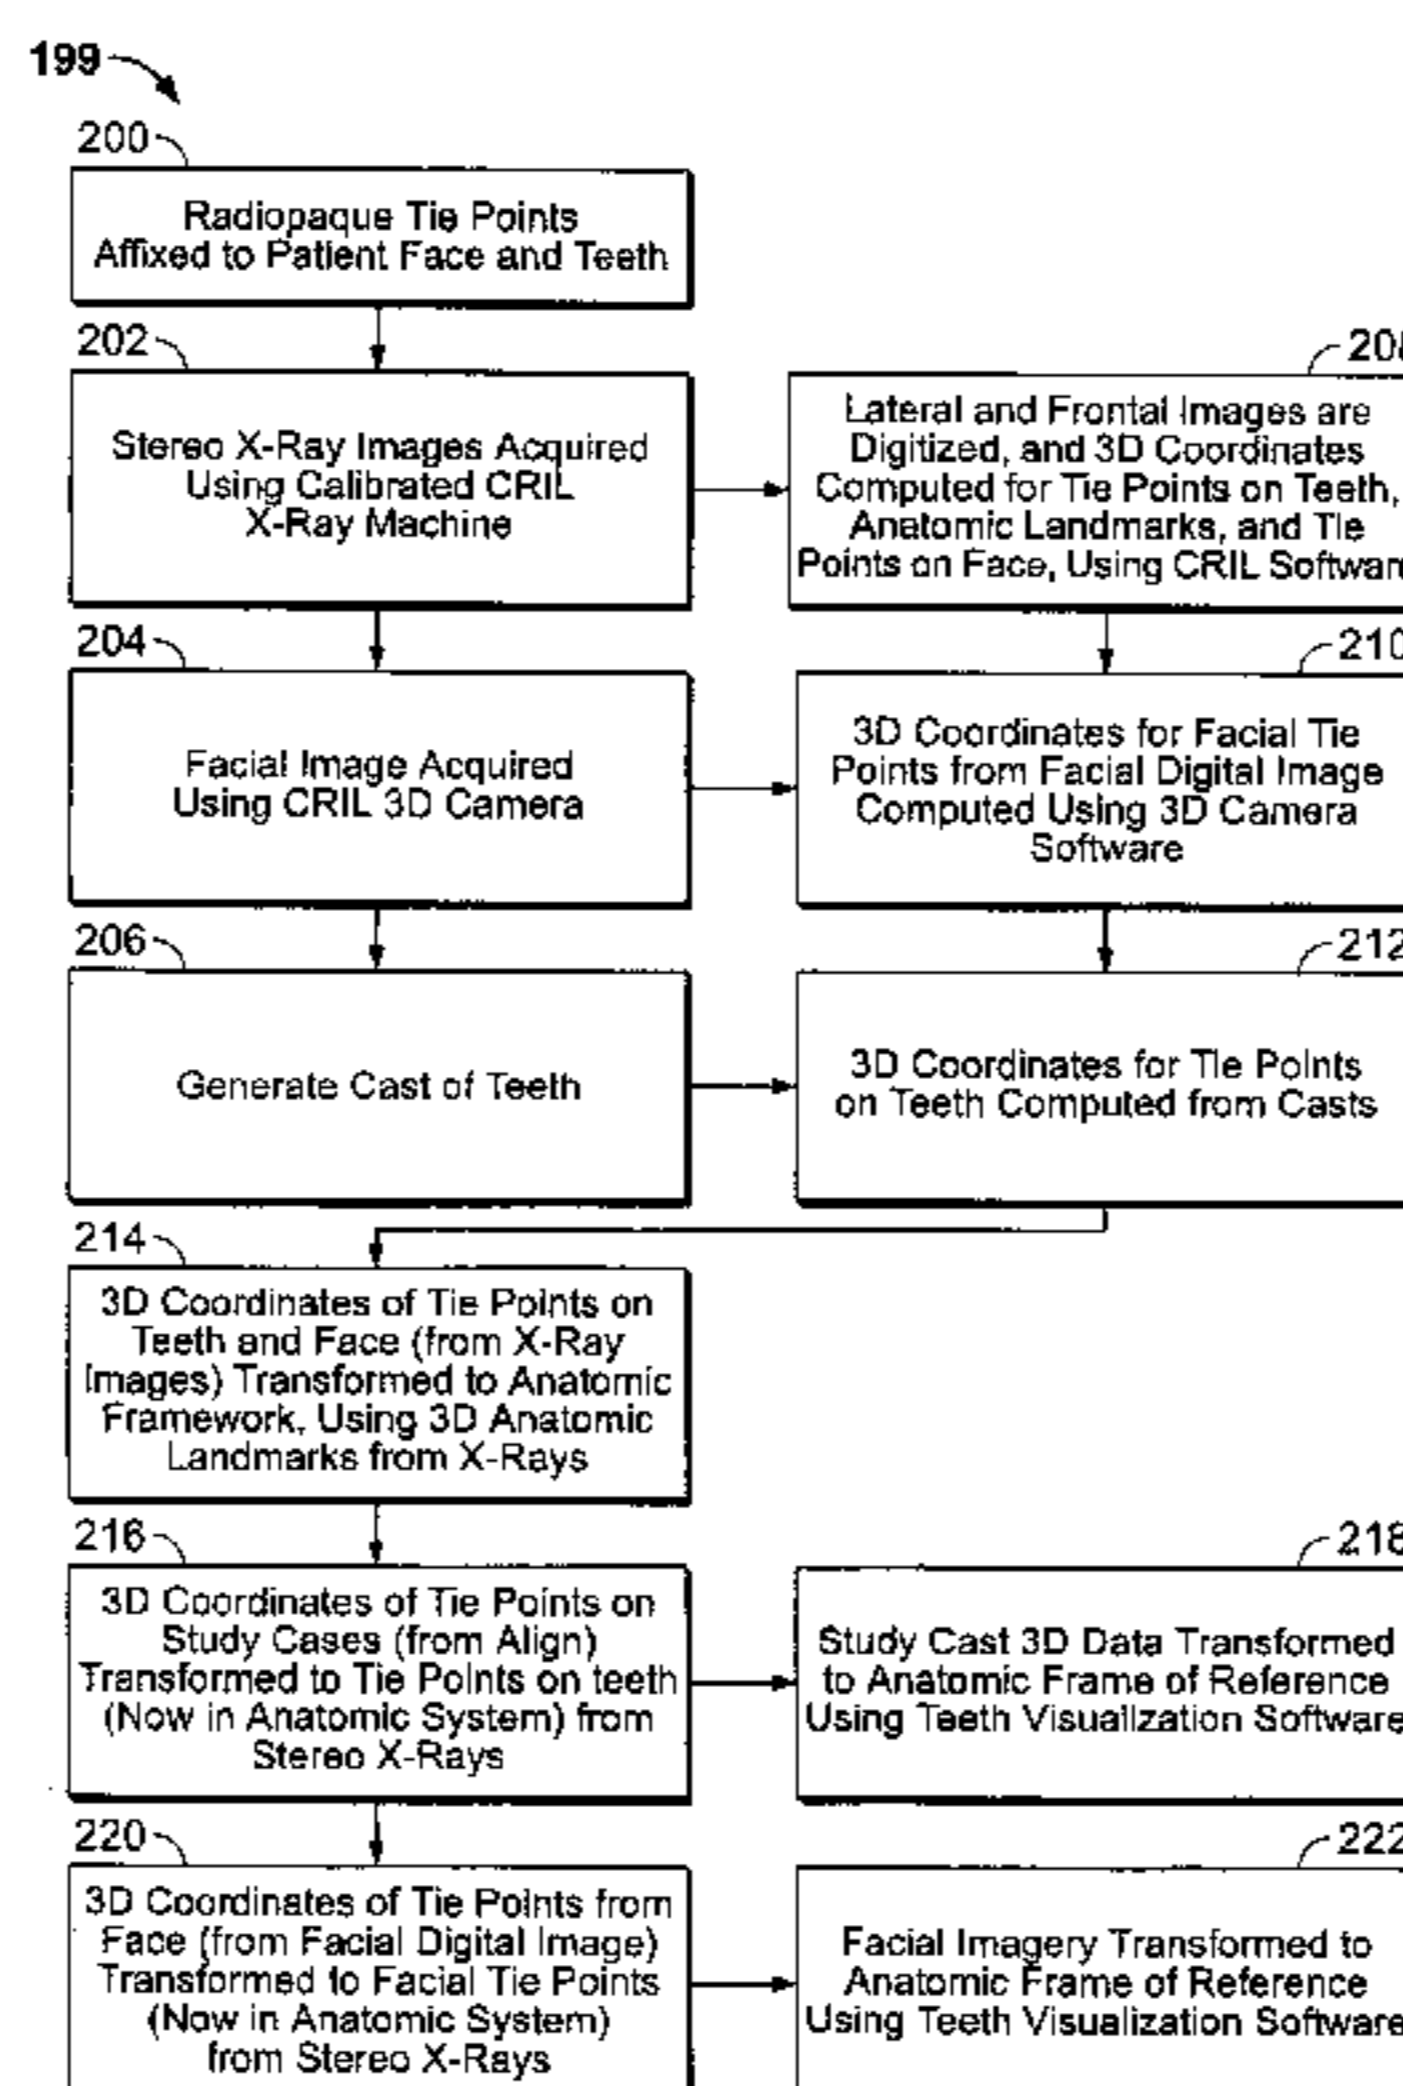 199
200
Radiopaque Tie Points
Affixed to Patient Face and Teeth
202
Stereo X-Ray Images Acquired
Using Calibrated CRIL
X-Ray Machine
Lateral and Frontal Images are
Digitized, and 3D Coordinates
Computed for Tie Points on Teeth,
Anatomic Landmarks, and Tie
Points on Face, Using CRIL
204
Facial Image Acquired
Using CRIL 3D Camera
210
3D Coordinates for Facial Tie
Points from Facial Digital Image
Computed Using 3D Camera
Software
206
Generate Cast of Teeth
212
3D Coordinates for Tie Points
on Teeth Computed from Casts
214
3D Coordinates of Tie Points on
Teeth and Face (from X-Ray
Images) Transformed to Anatomic
Framework, Using 3D Anatomic
Landmarks from X-Rays
216
3D Coordinates of Tie Points on
Study Cases (from Align)
Transformed to Tie Points on teeth
(Now in Anatomic System) from
Stereo X-Rays
218
Study Cast 3D Data Transformed
to Anatomic Frame of Reference
Using Teeth Visualization Software
220
3D Coordinates of Tie Points from
Face (from Facial Digital Image)
Transformed to Facial Tie Points
(Now in Anatomic System)
from Stereo X-Rays
222
Facial Imagery Transformed to
Anatomic Frame of Reference
Using Teeth Visualization Software